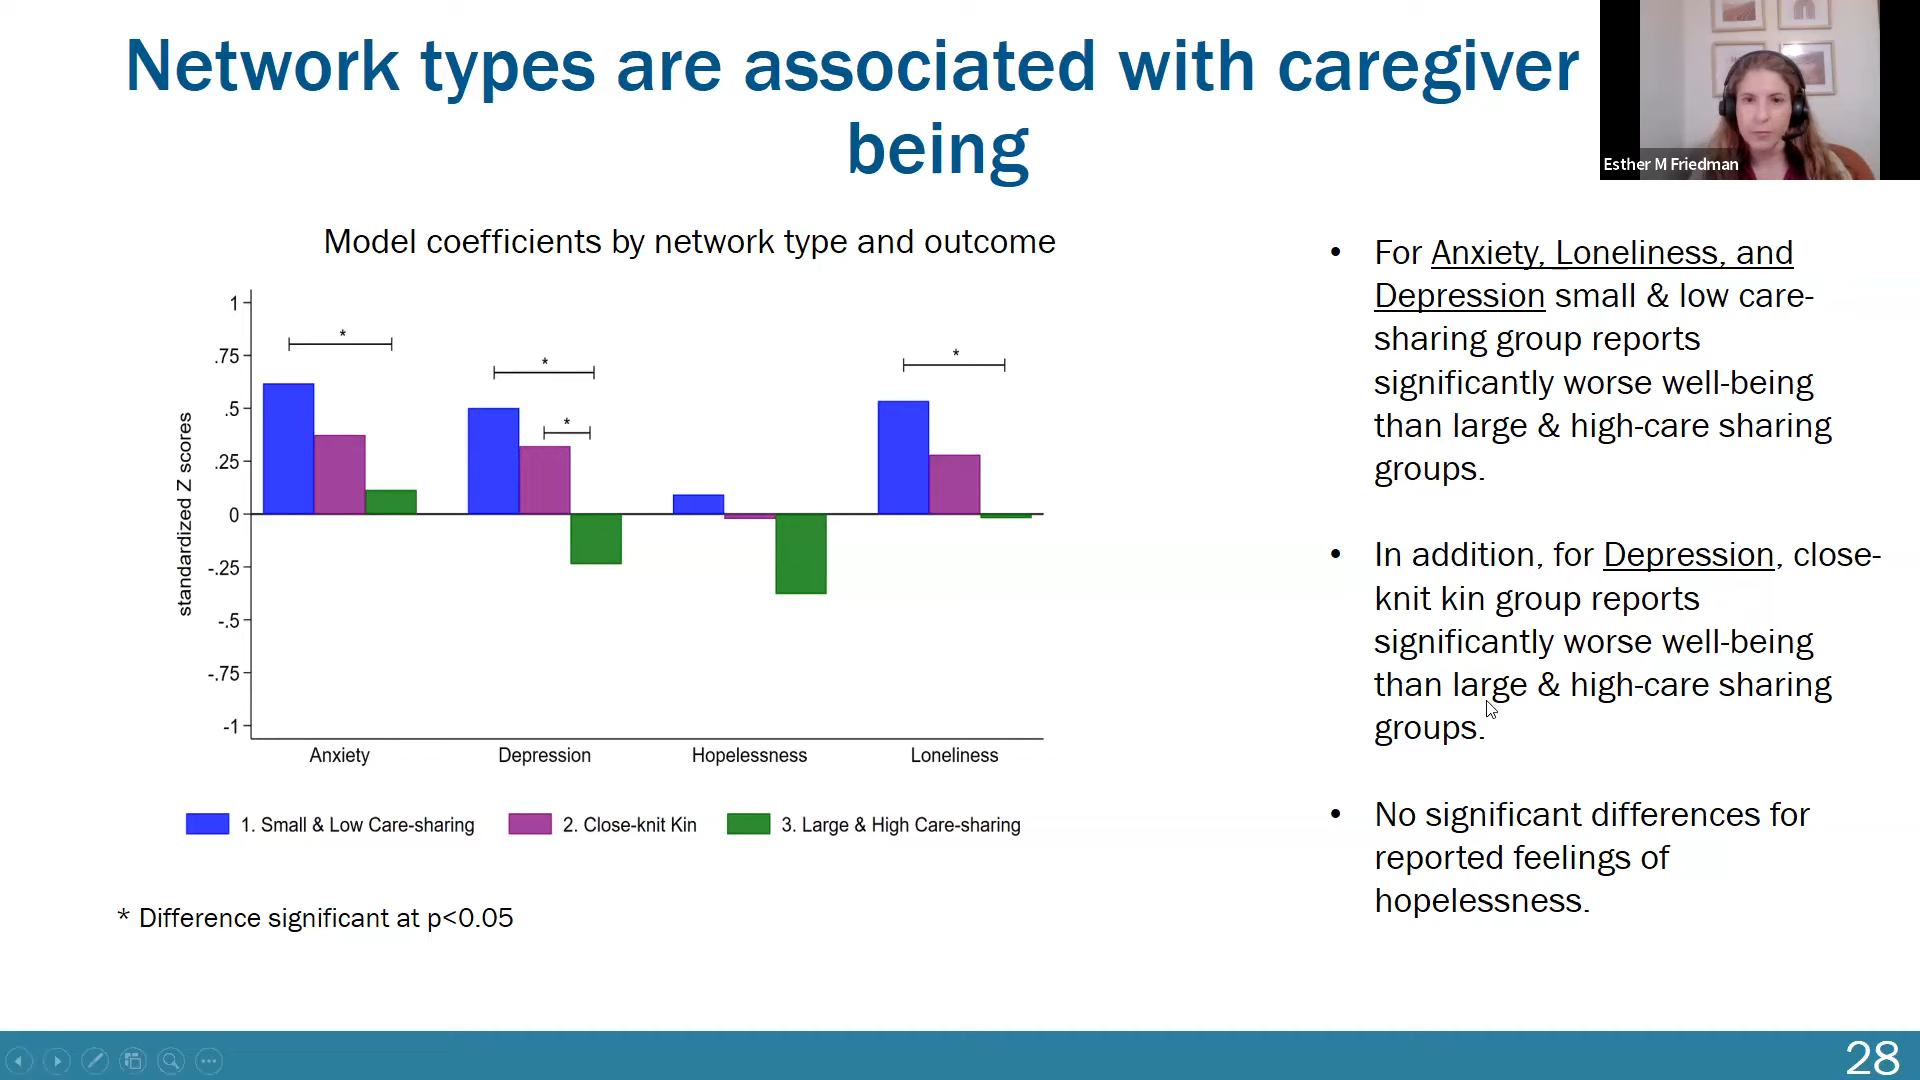 Network types are associated with caregiver
being
Esther M Friedman
Model coefficients by network type and outcome
standardized Z scores
1
.75
.5
.25
0
-.25
-.5
-.75
-1
*
*
*
*
Anxiety
Depression
Hopelessness
Loneliness
1. Small & Low Care-sharing
2. Close-knit Kin
3. Large & High Care-sharing
* Difference significant at p<0.05
• For Anxiety, Loneliness, and
Depression small & low care-
sharing group reports
significantly worse well-being
than large & high-care sharing
groups.
• In addition, for Depression, close-
knit kin group reports
significantly worse well-being
than large & high-care sharing
groups.
• No significant differences for
reported feelings of
hopelessness.
28